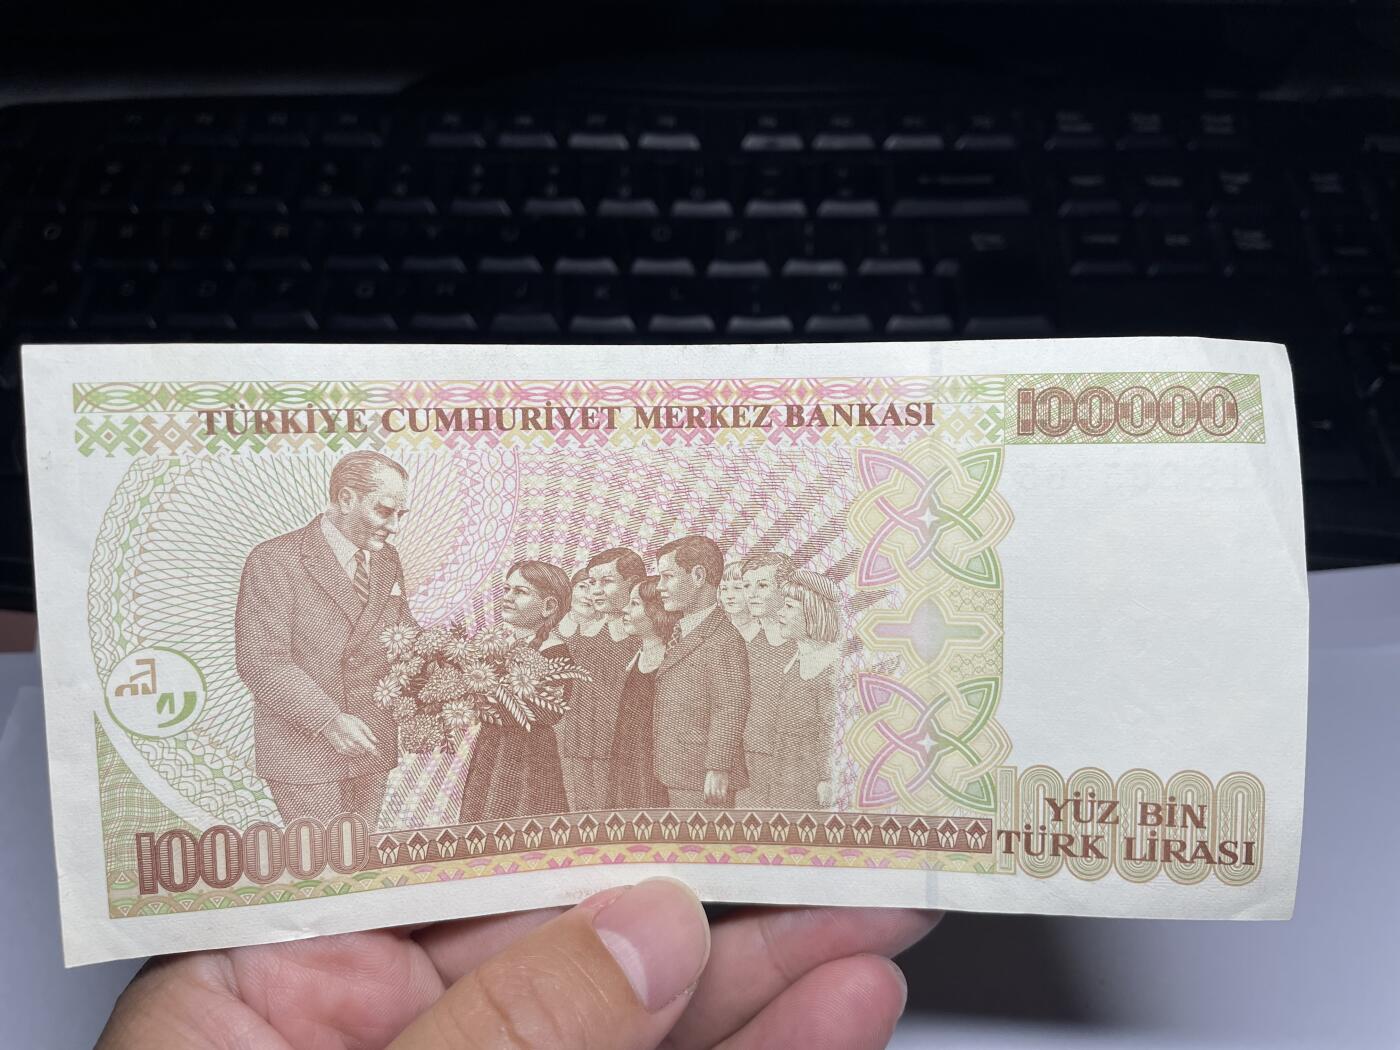 TÜRKİYE CUMHURİYET MERKEZ BANKASI
100000
100000
100000
YÜZ BİN
TÜRK LİRASI